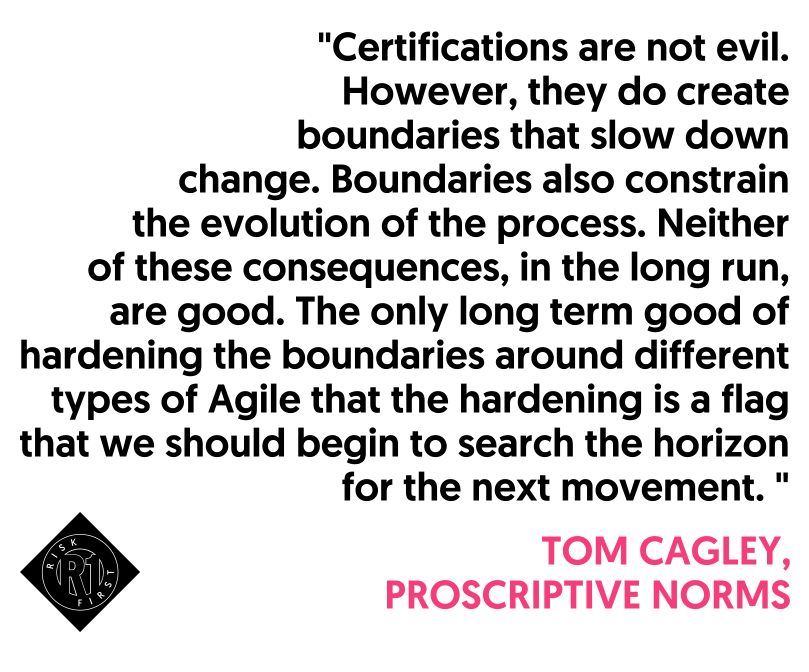 "Certifications are not evil.
However, they do create
boundaries that slow down
change. Boundaries also constrain
the evolution of the process. Neither
of these consequences, in the long run,
are good. The only long term good of
hardening the boundaries around different
types of Agile that the hardening is a flag
that we should begin to search the horizon
for the next movement. "
TOM CAGLEY,
PROSCRIPTIVE NORMS
RISK
R1
FIRST